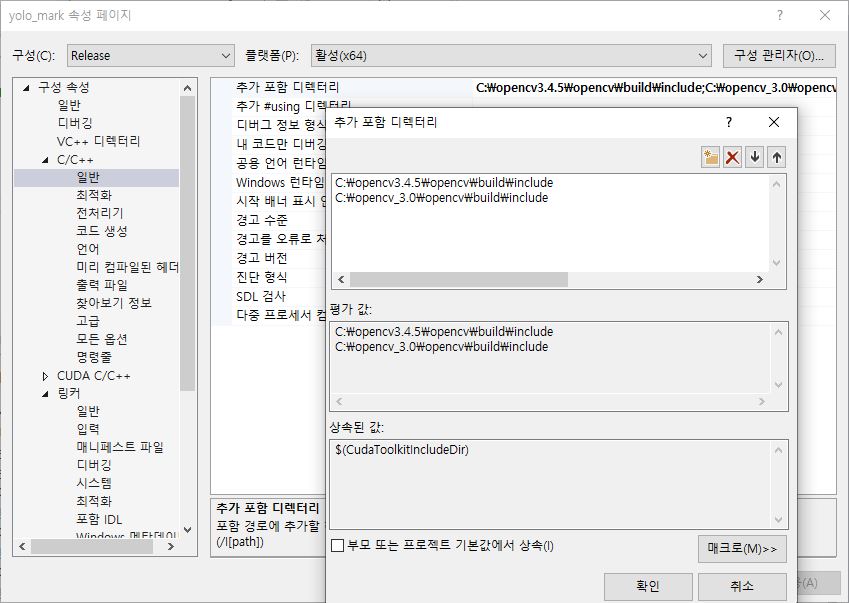 yolo_mark 속성 페이지
구성(C): Release 플랫폼(P): 활성(x64) 구성 관리자(O)...
구성 속성
일반
디버깅
VC++ 디렉터리
C/C++
일반
최적화
전처리기
코드 생성
언어
미리 컴파일된 헤더
출력 파일
찾아보기 정보
고급
모든 옵션
명령줄
CUDA C/C++
링커
일반
입력
매니페스트 파일
디버깅
시스템
최적화
포함 IDL
Windows 메타데이
추가 포함 디렉터리 C:₩opencv3.4.5₩opencv₩build₩include;C:₩opencv_3.0₩opencv
추가 #using 디렉터리
디버그 정보 형식
내 코드만 디버깅
공용 언어 런타임
Windows 런타임
시작 배너 표시
경고 수준
경고를 오류로 처
경고 버전
진단 형식
SDL 검사
다중 프로세서 컴
추가 포함 디렉터리
포함 경로에 추가할
(/I[path])
추가 포함 디렉터리
C:₩opencv3.4.5₩opencv₩build₩include
C:₩opencv_3.0₩opencv₩build₩include
평가 값:
C:₩opencv3.4.5₩opencv₩build₩include
C:₩opencv_3.0₩opencv₩build₩include
상속된 값:
$(CudaToolkitIncludeDir)
부모 또는 프로젝트 기본값에서 상속(I)
매크로(M)>>
확인 취소
(A)